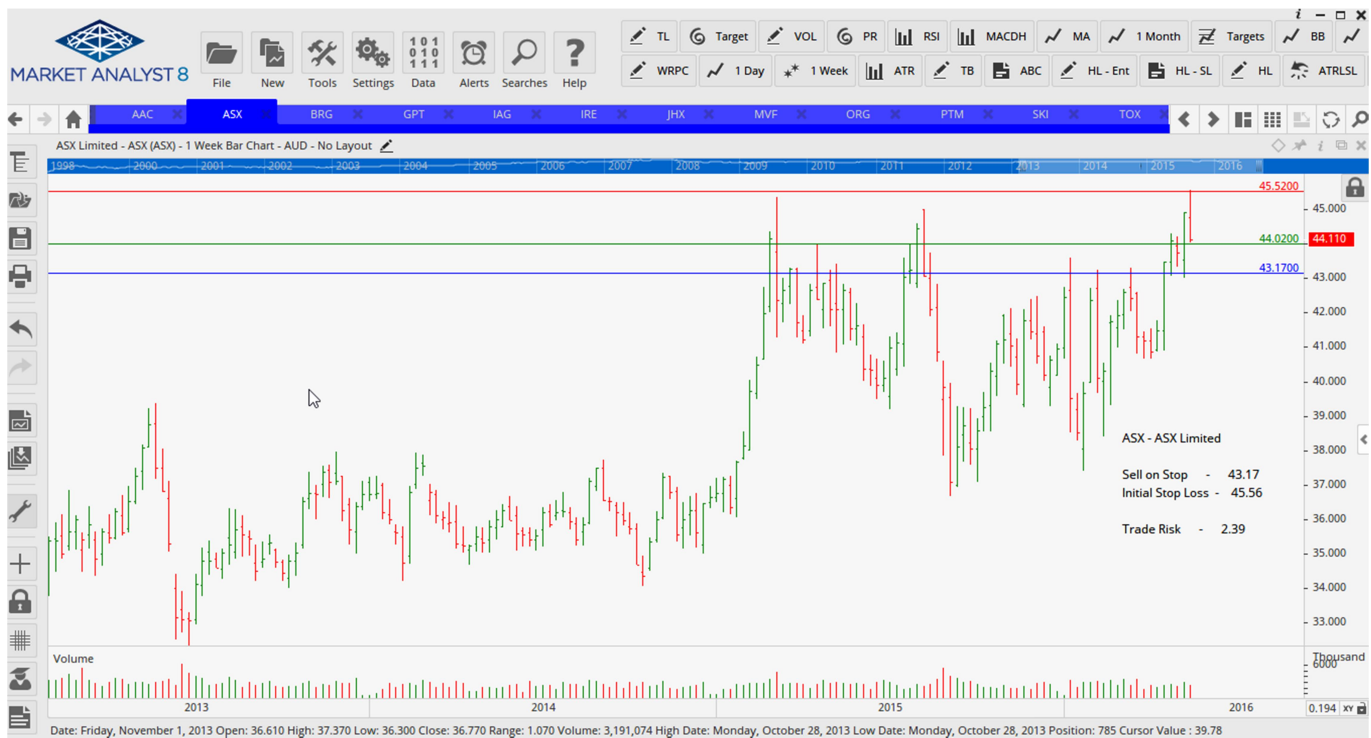 i
TL Target VOL PR RSI MACDH MA 1 Month Targets BB
WRPC 1 Day 1 Week ATR TB ABC HL - Ent HL - SL HL ATRLSL
101
010
111
MARKET ANALYST 8
File New Tools Settings Data Alerts Searches Help
AAC ASX BRG GPT IAG IRE JHX MVF ORG PTM SKI TOX
ASX Limited - ASX (ASX) - 1 Week Bar Chart - AUD - No Layout
1998 2000 2001 2002 2003 2004 2005 2006 2007 2008 2009 2010 2011 2012 2013 2014 2015 2016
45.5200
45.000
44.0200 44.110
43.1700
43.000
42.000
41.000
40.000
39.000
38.000
ASX - ASX Limited
37.000
Sell on Stop - 43.17
Initial Stop Loss - 45.56
36.000
Trade Risk - 2.39
35.000
34.000
33.000
Volume
Thousand
6000
2013 2014 2015 2016
0.194 XY
Date: Friday, November 1, 2013 Open: 36.610 High: 37.370 Low: 36.300 Close: 36.770 Range: 1.070 Volume: 3,191,074 High Date: Monday, October 28, 2013 Low Date: Monday, October 28, 2013 Position: 785 Cursor Value : 39.78